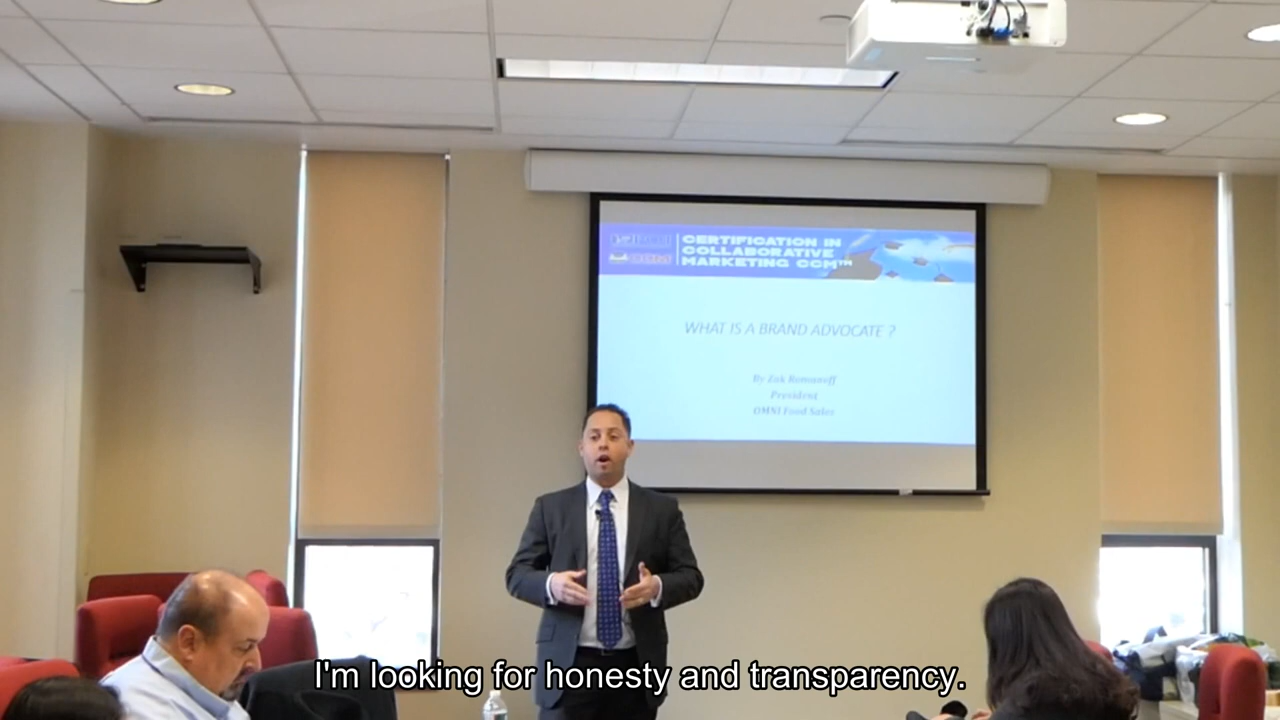 CERTIFICATION IN
COLLABORATIVE
MARKETING CCM™
WHAT IS A BRAND ADVOCATE ?
By Zak Romanoff
President
OMNI Food Sales
I'm looking for honesty and transparency.